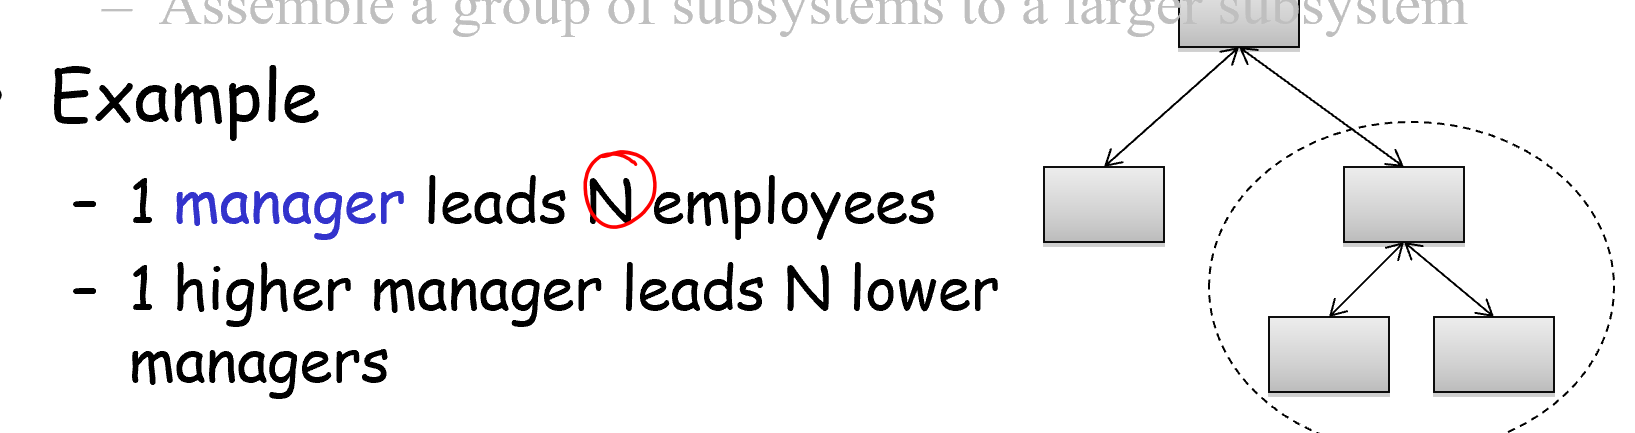 – Assemble a group of subsystems to a larger subsystem
• Example
– 1 manager leads N employees
– 1 higher manager leads N lower
managers